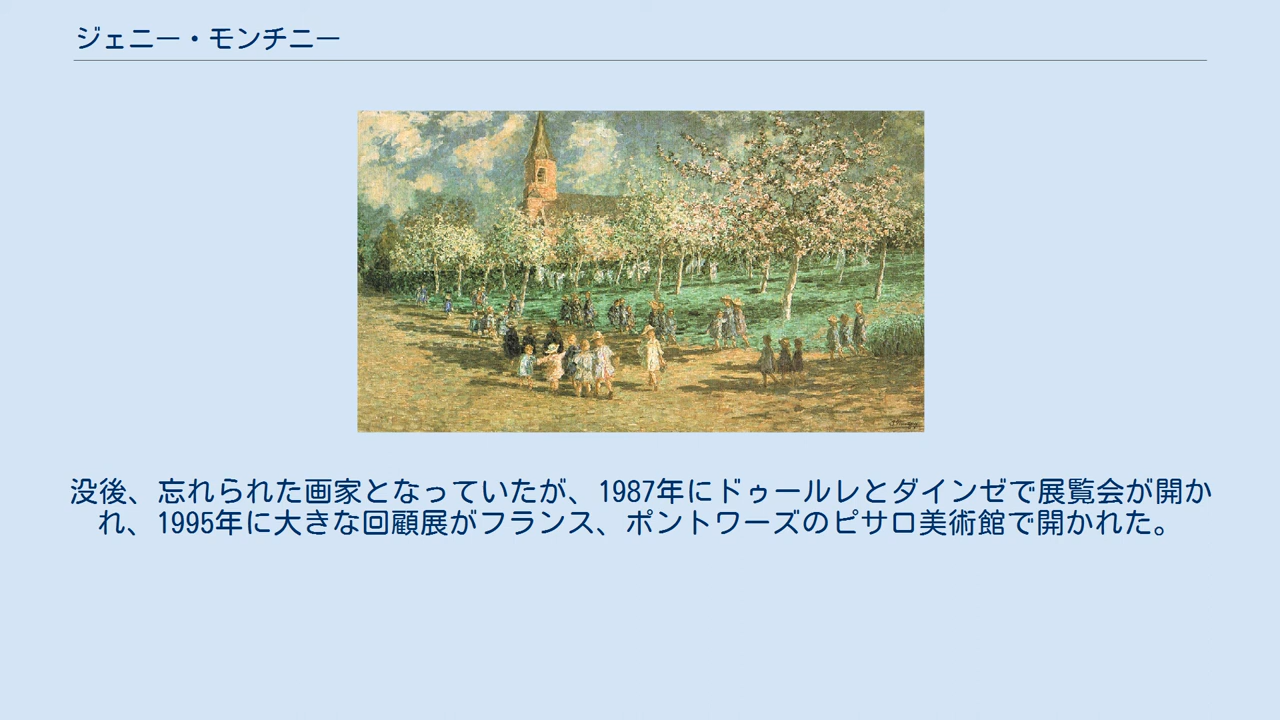 ジェニー・モンチニー
没後、忘れられた画家となっていたが、1987年にドゥールレとダインゼで展覧会が開か
れ、1995年に大きな回顧展がフランス、ポントワーズのピサロ美術館で開かれた。